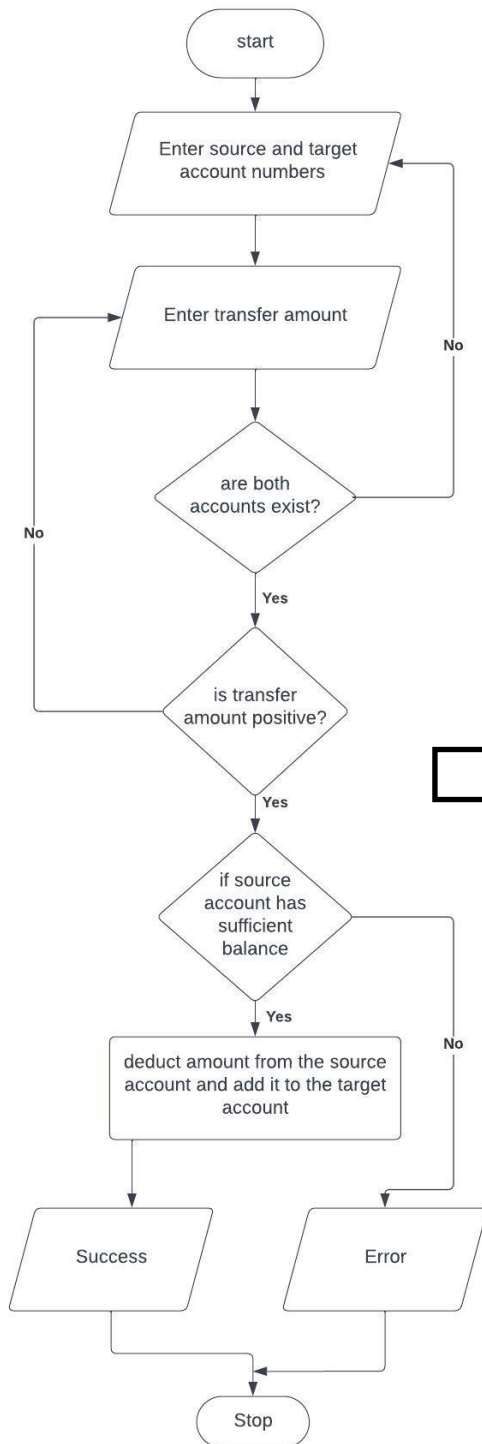 start
Enter source and target
account numbers
Enter transfer amount
No
are both
accounts exist?
No
Yes
is transfer
amount positive?
Yes
if source
account has
sufficient
balance
Yes
No
deduct amount from the source
account and add it to the target
account
Success
Error
Stop